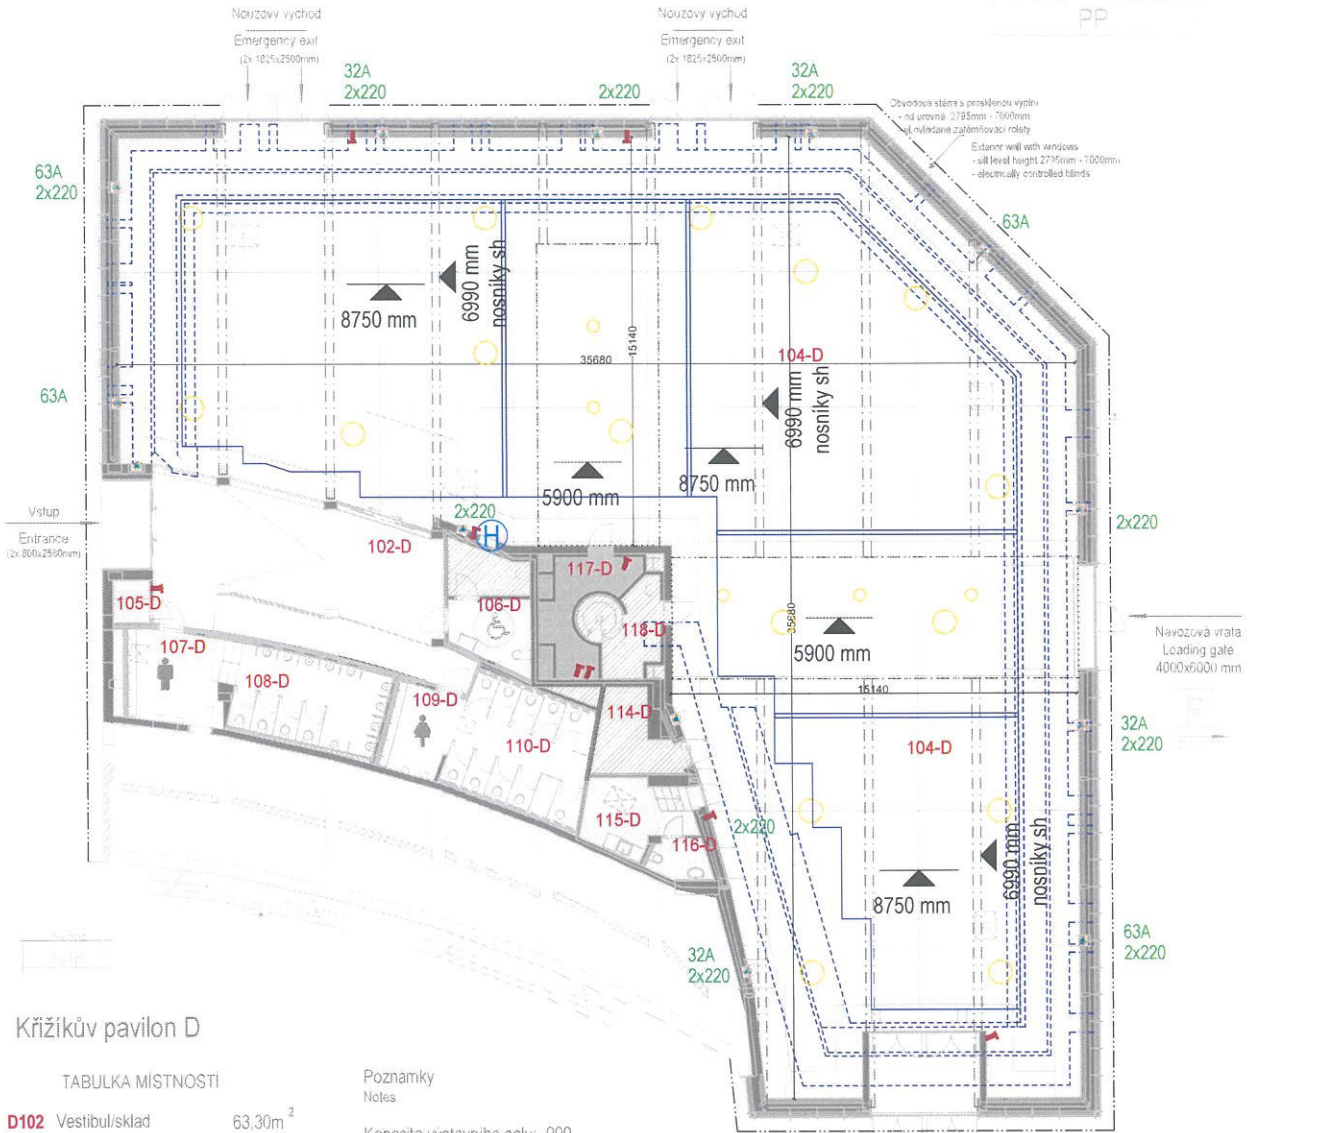 Nouzový východ
Emergency exit
(2x 1825x2500mm)
Nouzový východ
Emergency exit
(2x 1825x2500mm)
PP
32A
2x220
2x220
32A
2x220
Obvodová stěna s prosklenou výplní
- od úrovně 2795mm - 7000mm
- el. ovládané zatemňovací rolety
Exterior wall with windows
- sill level height 2795mm - 7000mm
- electrically controlled blinds
63A
2x220
63A
6990 mm
nosníky sh
8750 mm
35680
15140
104-D
6990 mm
nosníky sh
63A
5900 mm
8750 mm
Vstup
Entrance
(2x 800x2500mm)
2x220
H
2x220
102-D
117-D
105-D
106-D
118-D
35680
5900 mm
Navozová vrata
Loading gate
4000x6000 mm
107-D
108-D
109-D
15140
114-D
110-D
104-D
32A
2x220
115-D
2x220
116-D
6990 mm
nosníky sh
8750 mm
63A
2x220
32A
2x220
Křižíkův pavilon D
TABULKA MÍSTNOSTÍ
Poznámky
Notes
D102 Vestibul/sklad 63,30m²